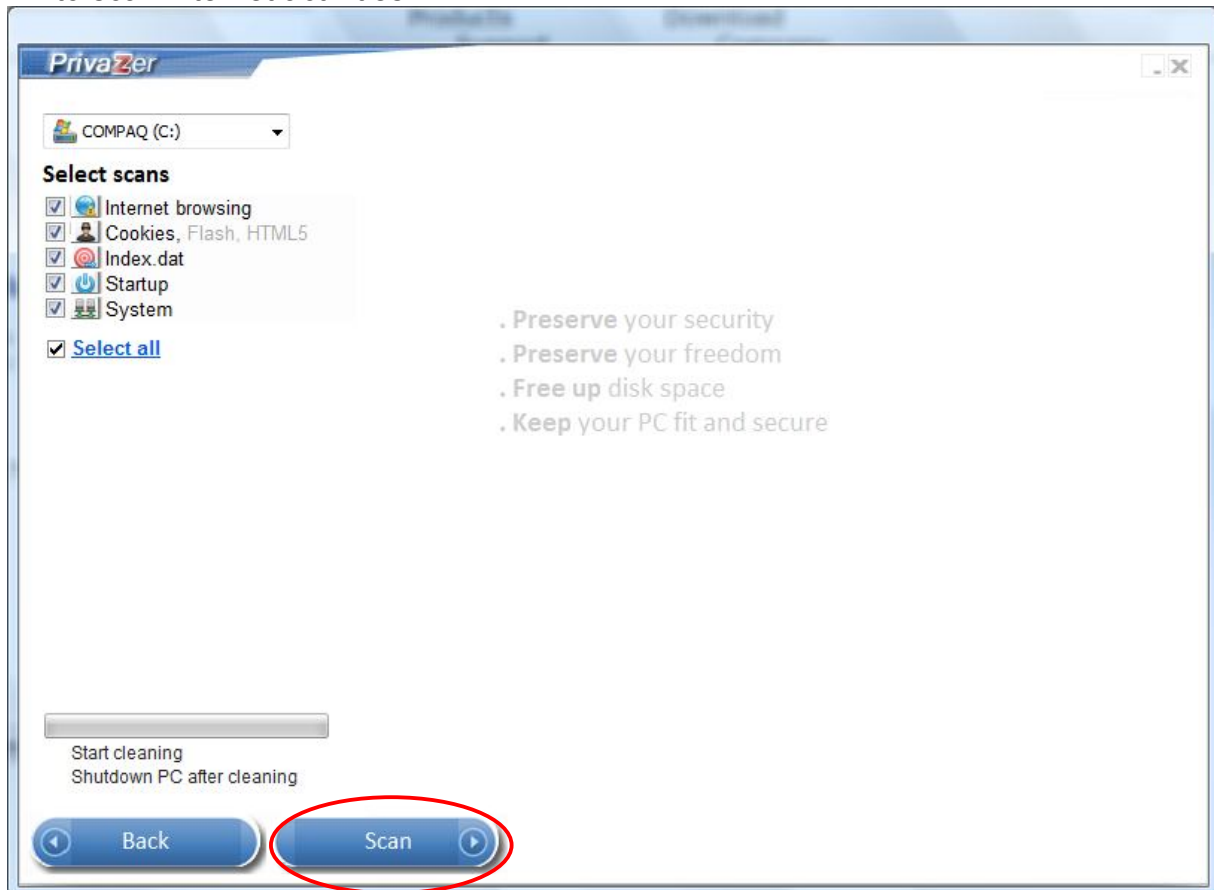 PrivaZer
COMPAQ (C:)
Select scans
Internet browsing
Cookies, Flash, HTML5
Index.dat
Startup
System
Select all
. Preserve your security
. Preserve your freedom
. Free up disk space
. Keep your PC fit and secure
Start cleaning
Shutdown PC after cleaning
Back
Scan